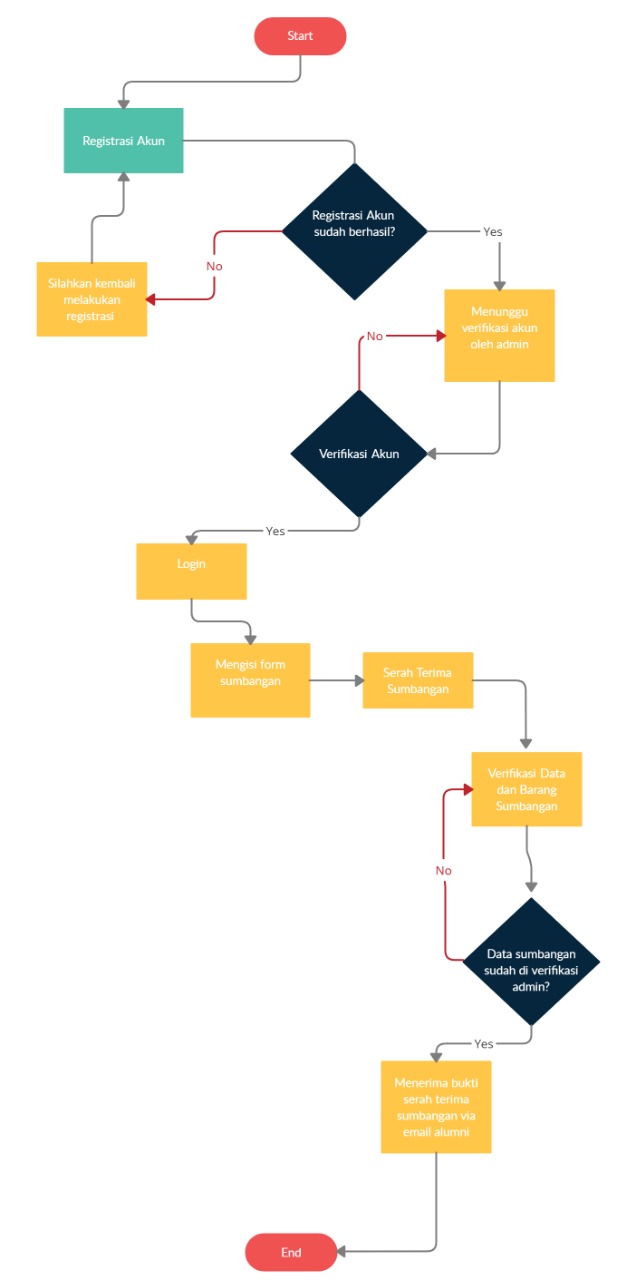 Start
Registrasi Akun
Registrasi Akun
sudah berhasil?
Yes
No
Silahkan kembali
melakukan
registrasi
Menunggu
verifikasi akun
oleh admin
No
Verifikasi Akun
Yes
Login
Mengisi form
sumbangan
Serah Terima
Sumbangan
Verifikasi Data
dan Barang
Sumbangan
No
Data sumbangan
sudah di verifikasi
admin?
Yes
Menerima bukti
serah terima
sumbangan via
email alumni
End